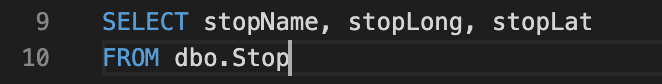 9 SELECT stopName, stopLong, stopLat
10 FROM dbo.Stop